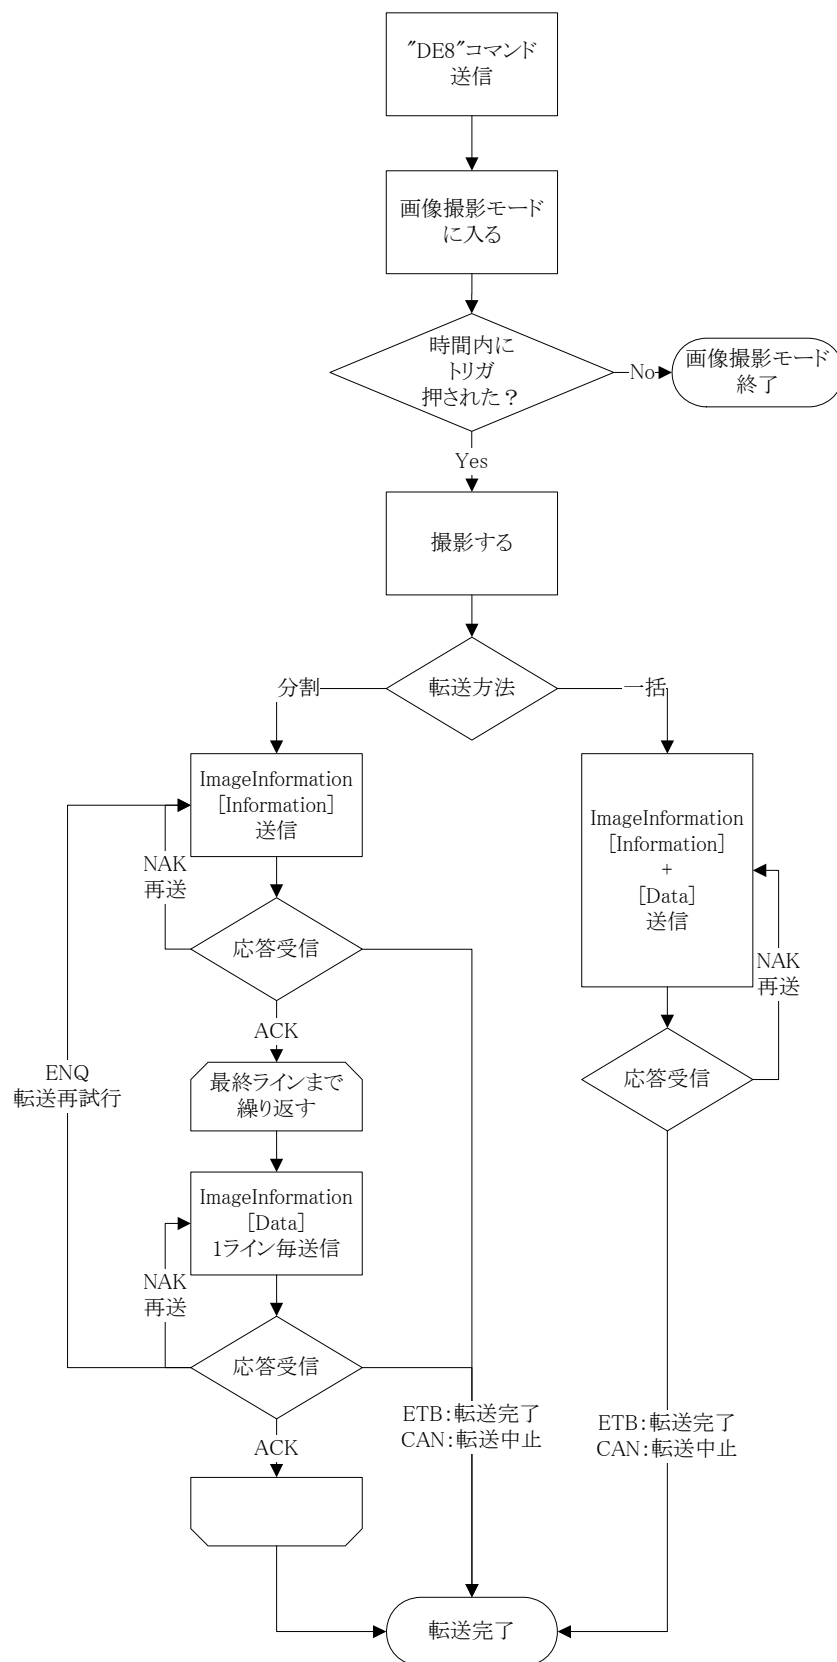 "DE8"コマンド
送信
画像撮影モード
に入る
時間内に
トリガ
押された？
No
画像撮影モード
終了
Yes
撮影する
分割
転送方法
一括
ImageInformation
[Information]
送信
ImageInformation
[Information]
+
[Data]
送信
NAK
再送
応答受信
NAK
再送
ACK
ENQ
転送再試行
最終ラインまで
繰り返す
応答受信
ImageInformation
[Data]
1ライン毎送信
NAK
再送
応答受信
ETB：転送完了
CAN：転送中止
ETB：転送完了
CAN：転送中止
ACK
転送完了